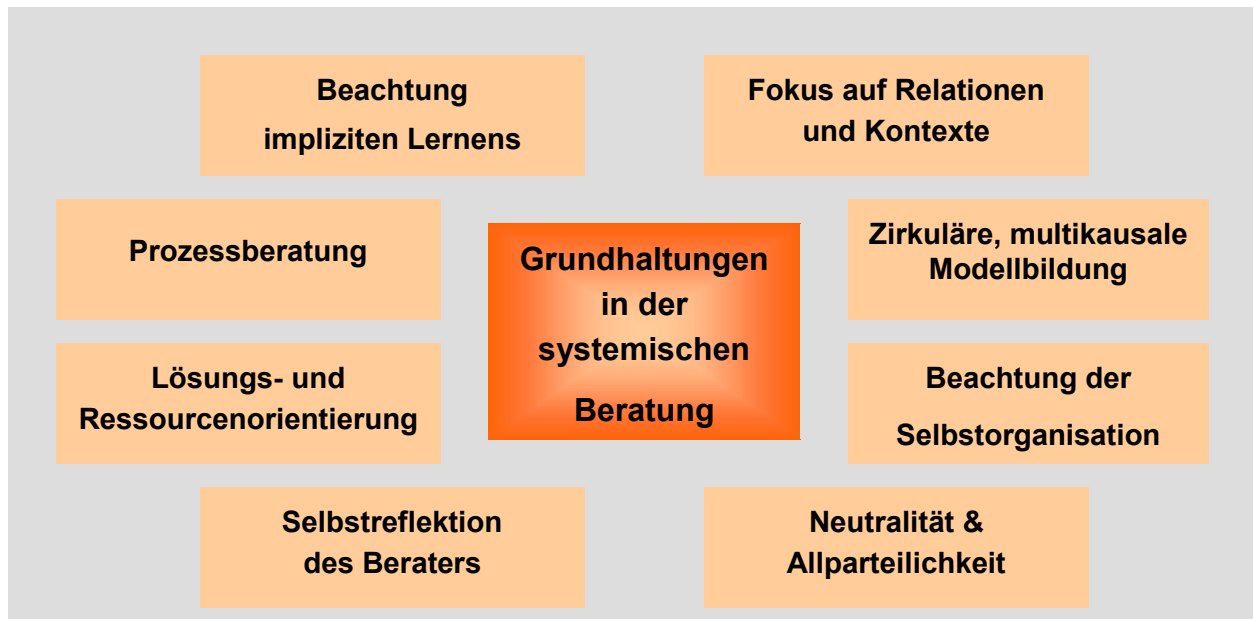 Beachtung
impliziten Lernens
Fokus auf Relationen
und Kontexte
Prozessberatung
Grundhaltungen
in der
systemischen
Beratung
Zirkuläre, multikausale
Modellbildung
Lösungs- und
Ressourcenorientierung
Beachtung der
Selbstorganisation
Selbstreflektion
des Beraters
Neutralität &
Allparteilichkeit